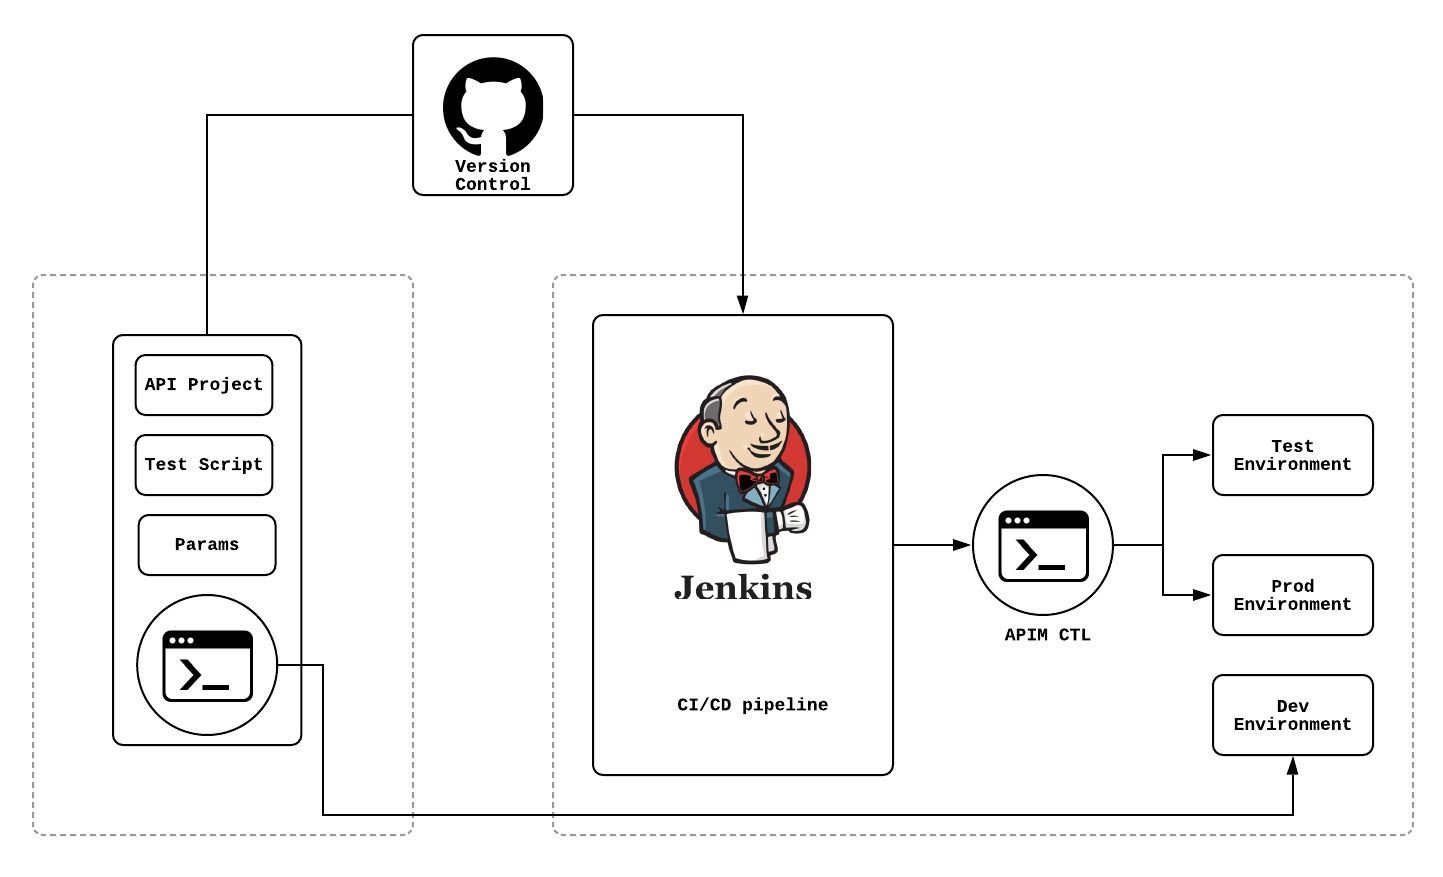 Version
Control
API Project
Test Script
Params
Jenkins
CI/CD pipeline
APIM CTL
Test
Environment
Prod
Environment
Dev
Environment